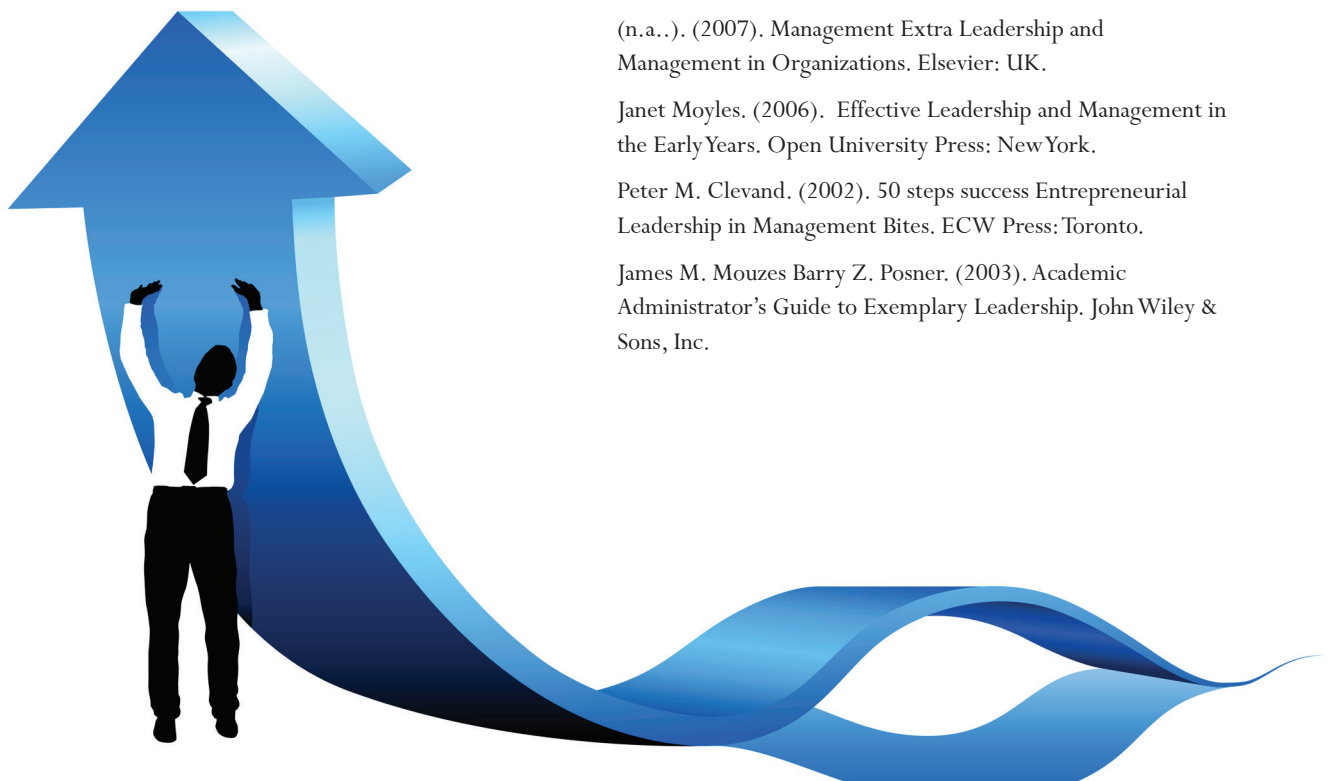 (n.a..). (2007). Management Extra Leadership and
Management in Organizations. Elsevier: UK.
Janet Moyles. (2006). Effective Leadership and Management in
the Early Years. Open University Press: New York.
Peter M. Clevand. (2002). 50 steps success Entrepreneurial
Leadership in Management Bites. ECW Press: Toronto.
James M. Mouzes Barry Z. Posner. (2003). Academic
Administrator’s Guide to Exemplary Leadership. John Wiley &
Sons, Inc.